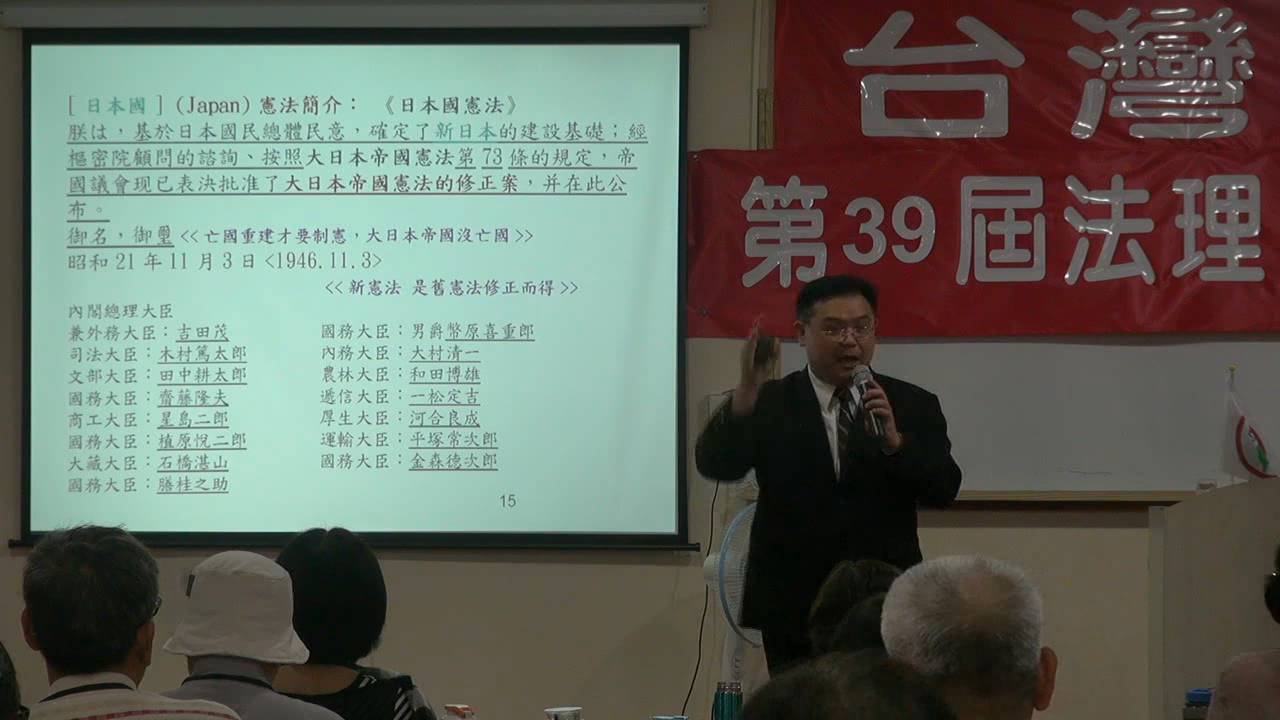 [ 日本國 ] (Japan) 憲法簡介： 《日本國憲法》
朕は，基於日本國民總體民意，確定了新日本的建設基礎；經
樞密院顧問的諮詢、按照大日本帝國憲法第 73 條的規定，帝
國議會現已表決批准了大日本帝國憲法的修正案，并在此公
布。
御名，御璽 << 亡國重建才要制憲，大日本帝國沒亡國 >>
昭和 21 年 11 月 3 日 <1946.11.3>
<< 新憲法 是舊憲法修正而得 >>
內閣總理大臣
兼外務大臣：吉田茂
國務大臣：男爵幣原喜重郎
司法大臣：木村篤太郎
內務大臣：大村清一
文部大臣：田中耕太郎
農林大臣：和田博雄
國務大臣：齋藤隆夫
遞信大臣：一松定吉
商工大臣：星島二郎
厚生大臣：河合良成
國務大臣：植原悅二郎
運輸大臣：平塚常次郎
大藏大臣：石橋湛山
國務大臣：金森德次郎
國務大臣：膳桂之助
15
台灣
第39屆法理